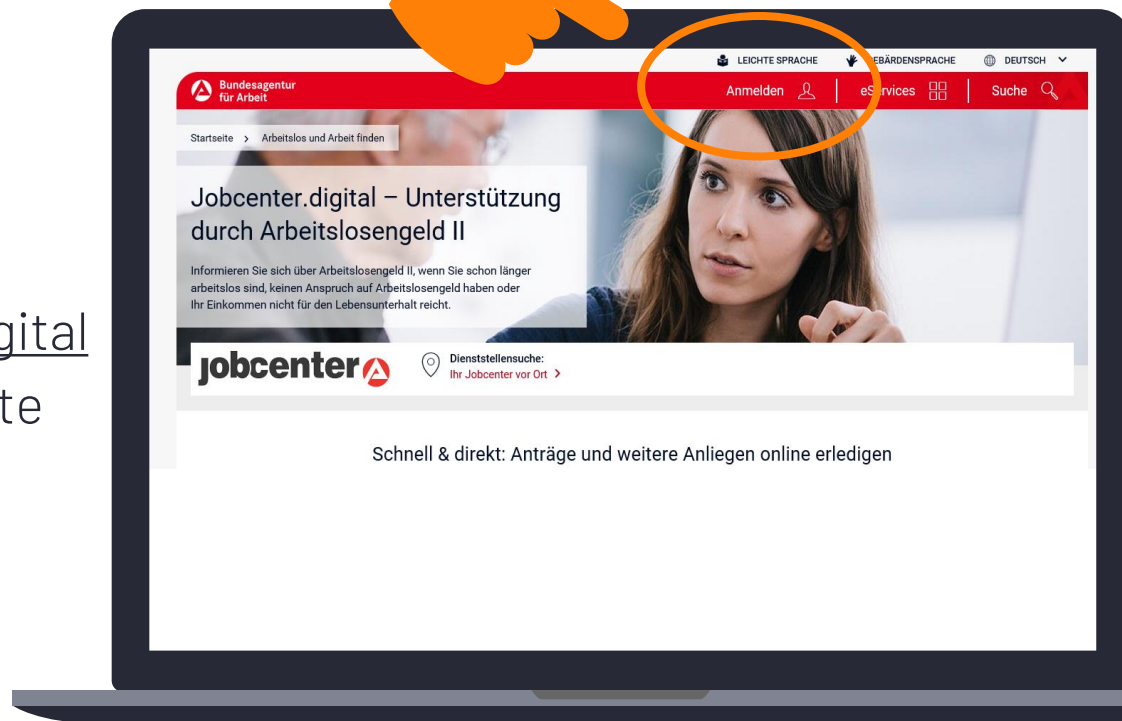 LEICHTE SPRACHE
GEBÄRDENSPRACHE
DEUTSCH
Bundesagentur
für Arbeit
Anmelden
eServices
Suche
Startseite > Arbeitslos und Arbeit finden
Jobcenter.digital – Unterstützung
durch Arbeitslosengeld II
Informieren Sie sich über Arbeitslosengeld II, wenn Sie schon länger
arbeitslos sind, keinen Anspruch auf Arbeitslosengeld haben oder
Ihr Einkommen nicht für den Lebensunterhalt reicht.
gital
te
jobcenter
Dienststellensuche:
Ihr Jobcenter vor Ort >
Schnell & direkt: Anträge und weitere Anliegen online erledigen